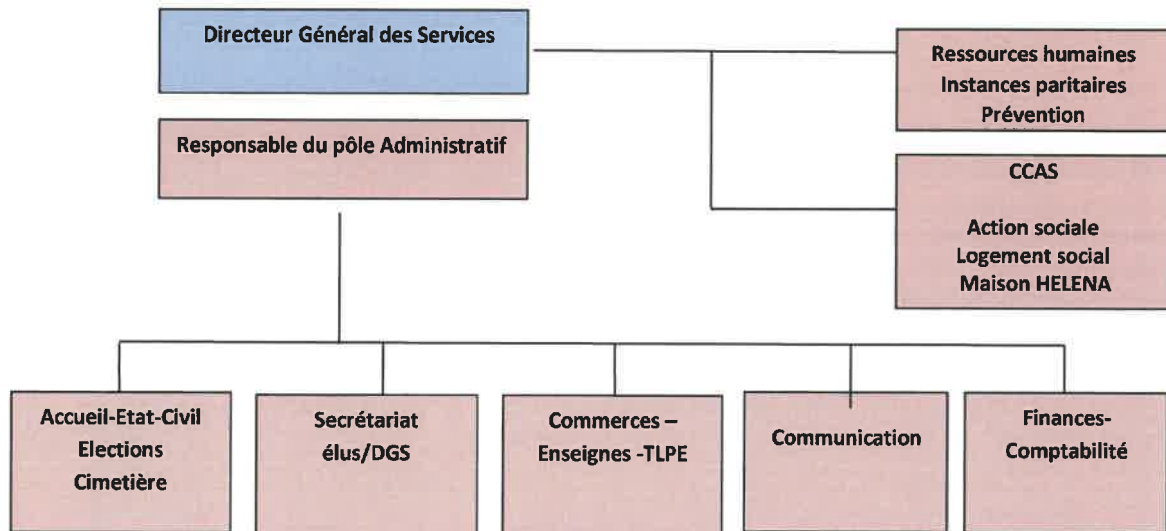 Directeur Général des Services
Responsable du pôle Administratif
Ressources humaines
Instances paritaires
Prévention
CCAS
Action sociale
Logement social
Maison HELENA
Accueil-Etat-Civil
Elections
Cimetière
Secrétariat
élus/DGS
Commerces –
Enseignes -TLPE
Communication
Finances-
Comptabilité